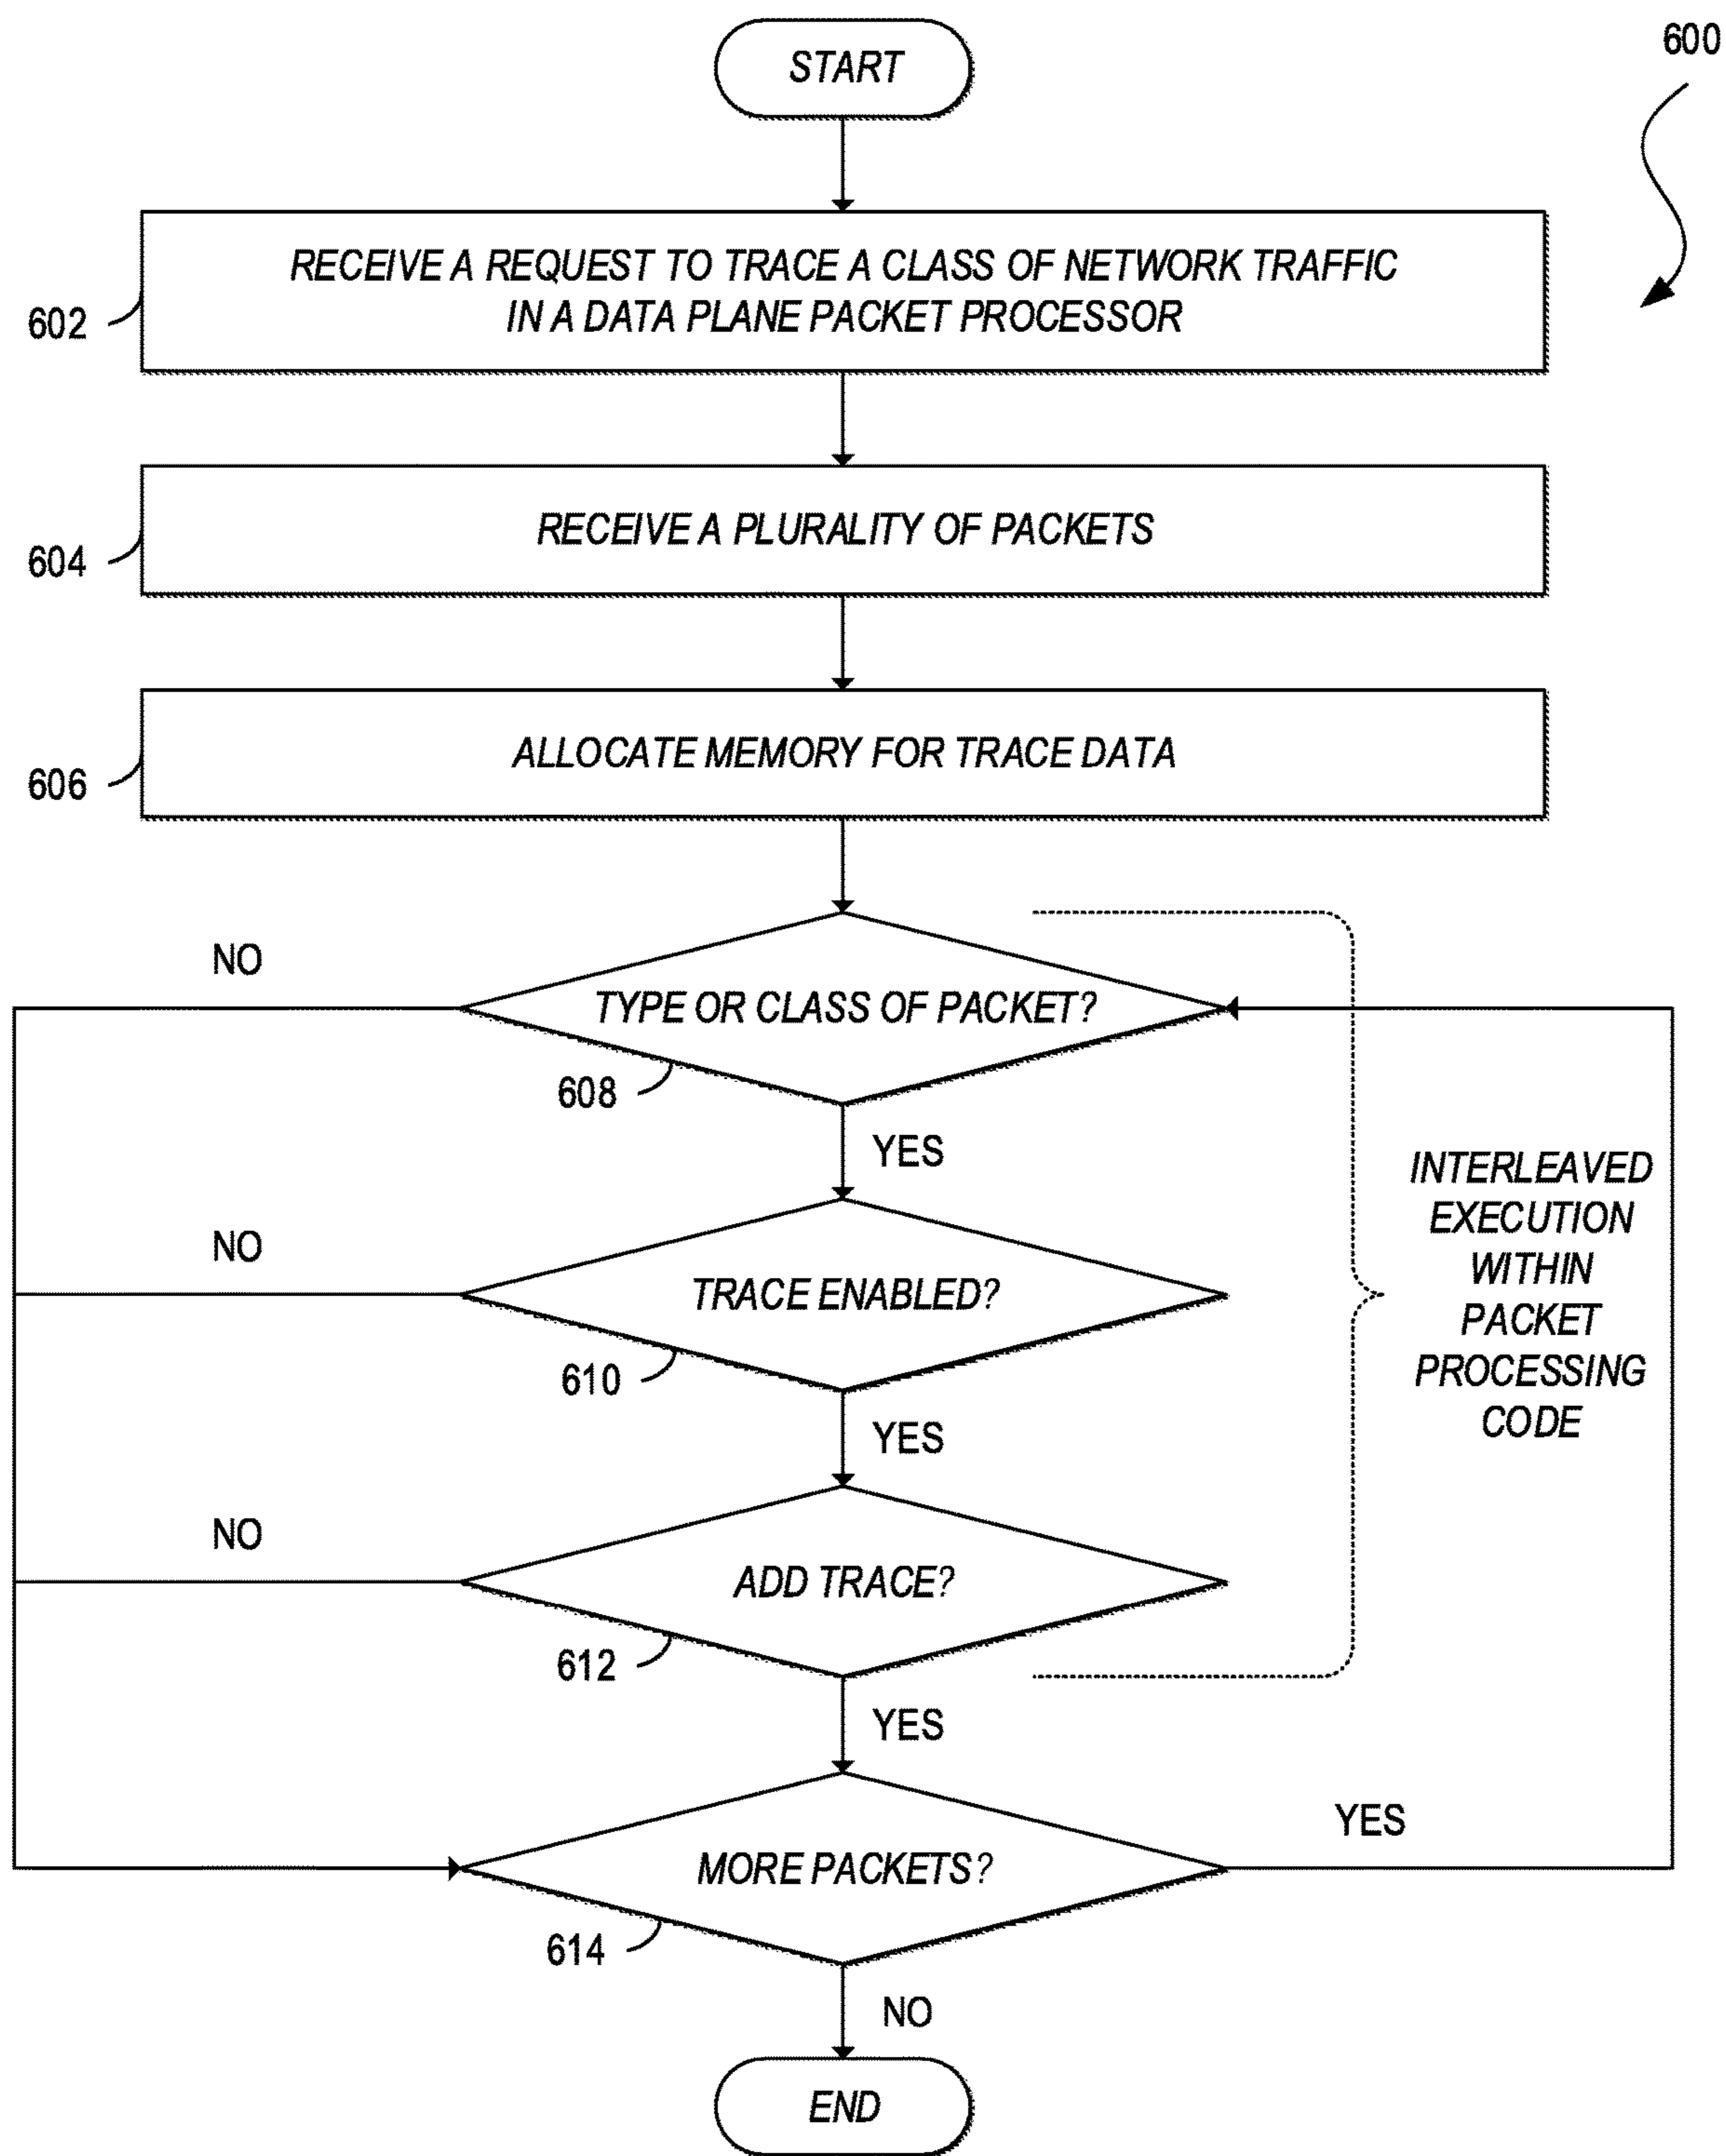 START
600
RECEIVE A REQUEST TO TRACE A CLASS OF NETWORK TRAFFIC
IN A DATA PLANE PACKET PROCESSOR
602
RECEIVE A PLURALITY OF PACKETS
604
ALLOCATE MEMORY FOR TRACE DATA
606
NO
TYPE OR CLASS OF PACKET?
608
YES
INTERLEAVED
EXECUTION
WITHIN
PACKET
PROCESSING
CODE
NO
TRACE ENABLED?
610
YES
NO
ADD TRACE?
612
YES
YES
MORE PACKETS?
614
NO
END